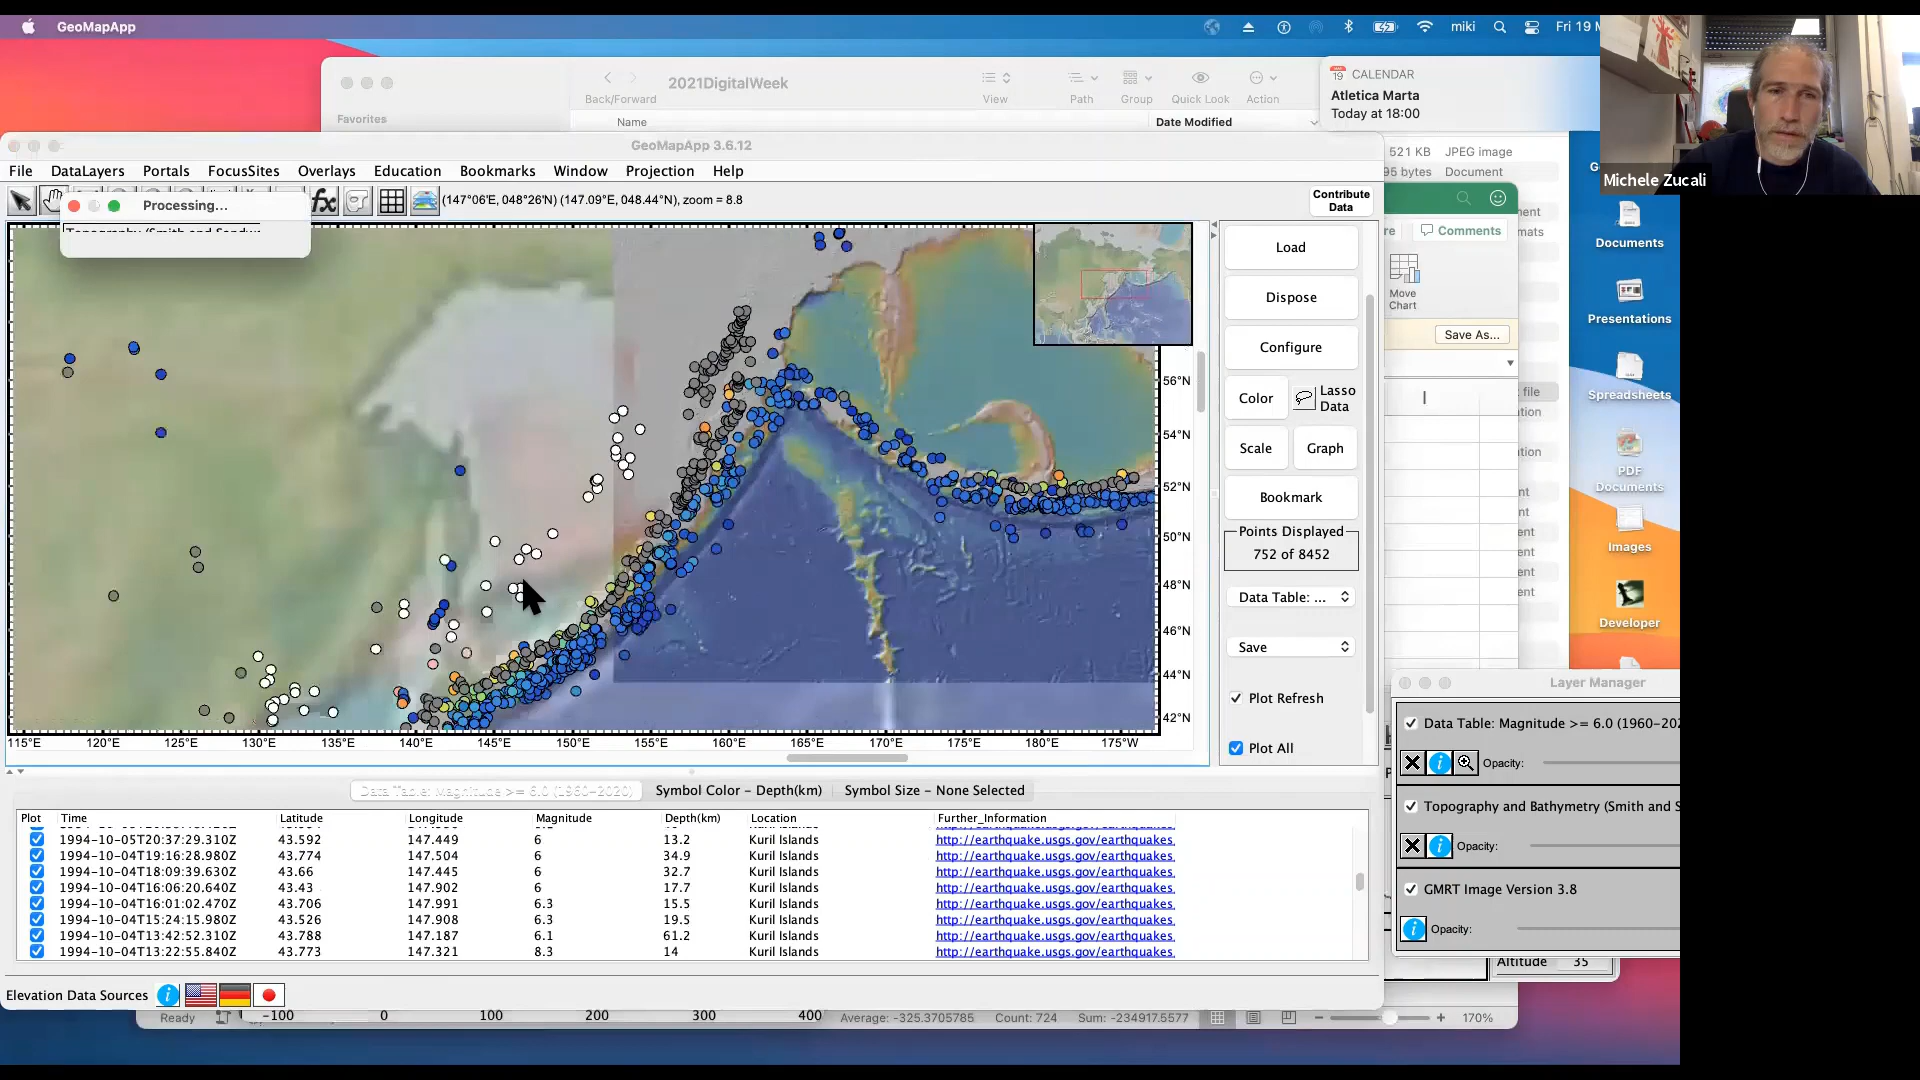 GeoMapApp
miki
Fri 19
2021DigitalWeek
Back/Forward
View
Path
Group
Quick Look
Action
Favorites
Name
Date Modified
19
CALENDAR
Atletica Marta
Today at 18:00
Michele Zucali
GeoMapApp 3.6.12
File
DataLayers
Portals
FocusSites
Overlays
Education
Bookmarks
Window
Projection
Help
Processing...
fx
(147°06'E, 048°26'N) (147.09°E, 048.44°N), zoom = 8.8
Contribute
Data
521 KB
JPEG image
95 bytes
Document
Comments
Move
Chart
Save As...
Load
Dispose
Configure
Color
Lasso
Data
Scale
Graph
Bookmark
Points Displayed
752 of 8452
Data Table: ...
Save
Plot Refresh
Plot All
56°N
54°N
52°N
50°N
48°N
46°N
44°N
42°N
115°E
120°E
125°E
130°E
135°E
140°E
145°E
150°E
155°E
160°E
165°E
170°E
175°E
180°E
175°W
Documents
Presentations
Spreadsheets
PDF
Documents
Images
Developer
Layer Manager
Data Table: Magnitude >= 6.0 (1960-202
Opacity:
Topography and Bathymetry (Smith and S
Opacity:
GMRT Image Version 3.8
Opacity:
Altitude 35
Data Table: Magnitude >= 6.0 (1960-2020)
Symbol Color - Depth(km)
Symbol Size - None Selected
Plot Time Latitude Longitude Magnitude Depth(km) Location Further_Information
1994-10-05T20:37:29.310Z 43.592 147.449 6 13.2 Kuril Islands http://earthquake.usgs.gov/earthquakes
1994-10-04T19:16:28.980Z 43.774 147.504 6 34.9 Kuril Islands http://earthquake.usgs.gov/earthquakes
1994-10-04T18:09:39.630Z 43.66 147.445 6 32.7 Kuril Islands http://earthquake.usgs.gov/earthquakes
1994-10-04T16:06:20.640Z 43.43 147.902 6 17.7 Kuril Islands http://earthquake.usgs.gov/earthquakes
1994-10-04T16:01:02.470Z 43.706 147.991 6.3 15.5 Kuril Islands http://earthquake.usgs.gov/earthquakes
1994-10-04T15:24:15.980Z 43.526 147.908 6.3 19.5 Kuril Islands http://earthquake.usgs.gov/earthquakes
1994-10-04T13:42:52.310Z 43.788 147.187 6.1 61.2 Kuril Islands http://earthquake.usgs.gov/earthquakes
1994-10-04T13:22:55.840Z 43.773 147.321 8.3 14 Kuril Islands http://earthquake.usgs.gov/earthquakes
Elevation Data Sources
-100 0 100 200 300 400
Ready
Average: -325.3705785
Count: 724
Sum: -234917.5577
170%